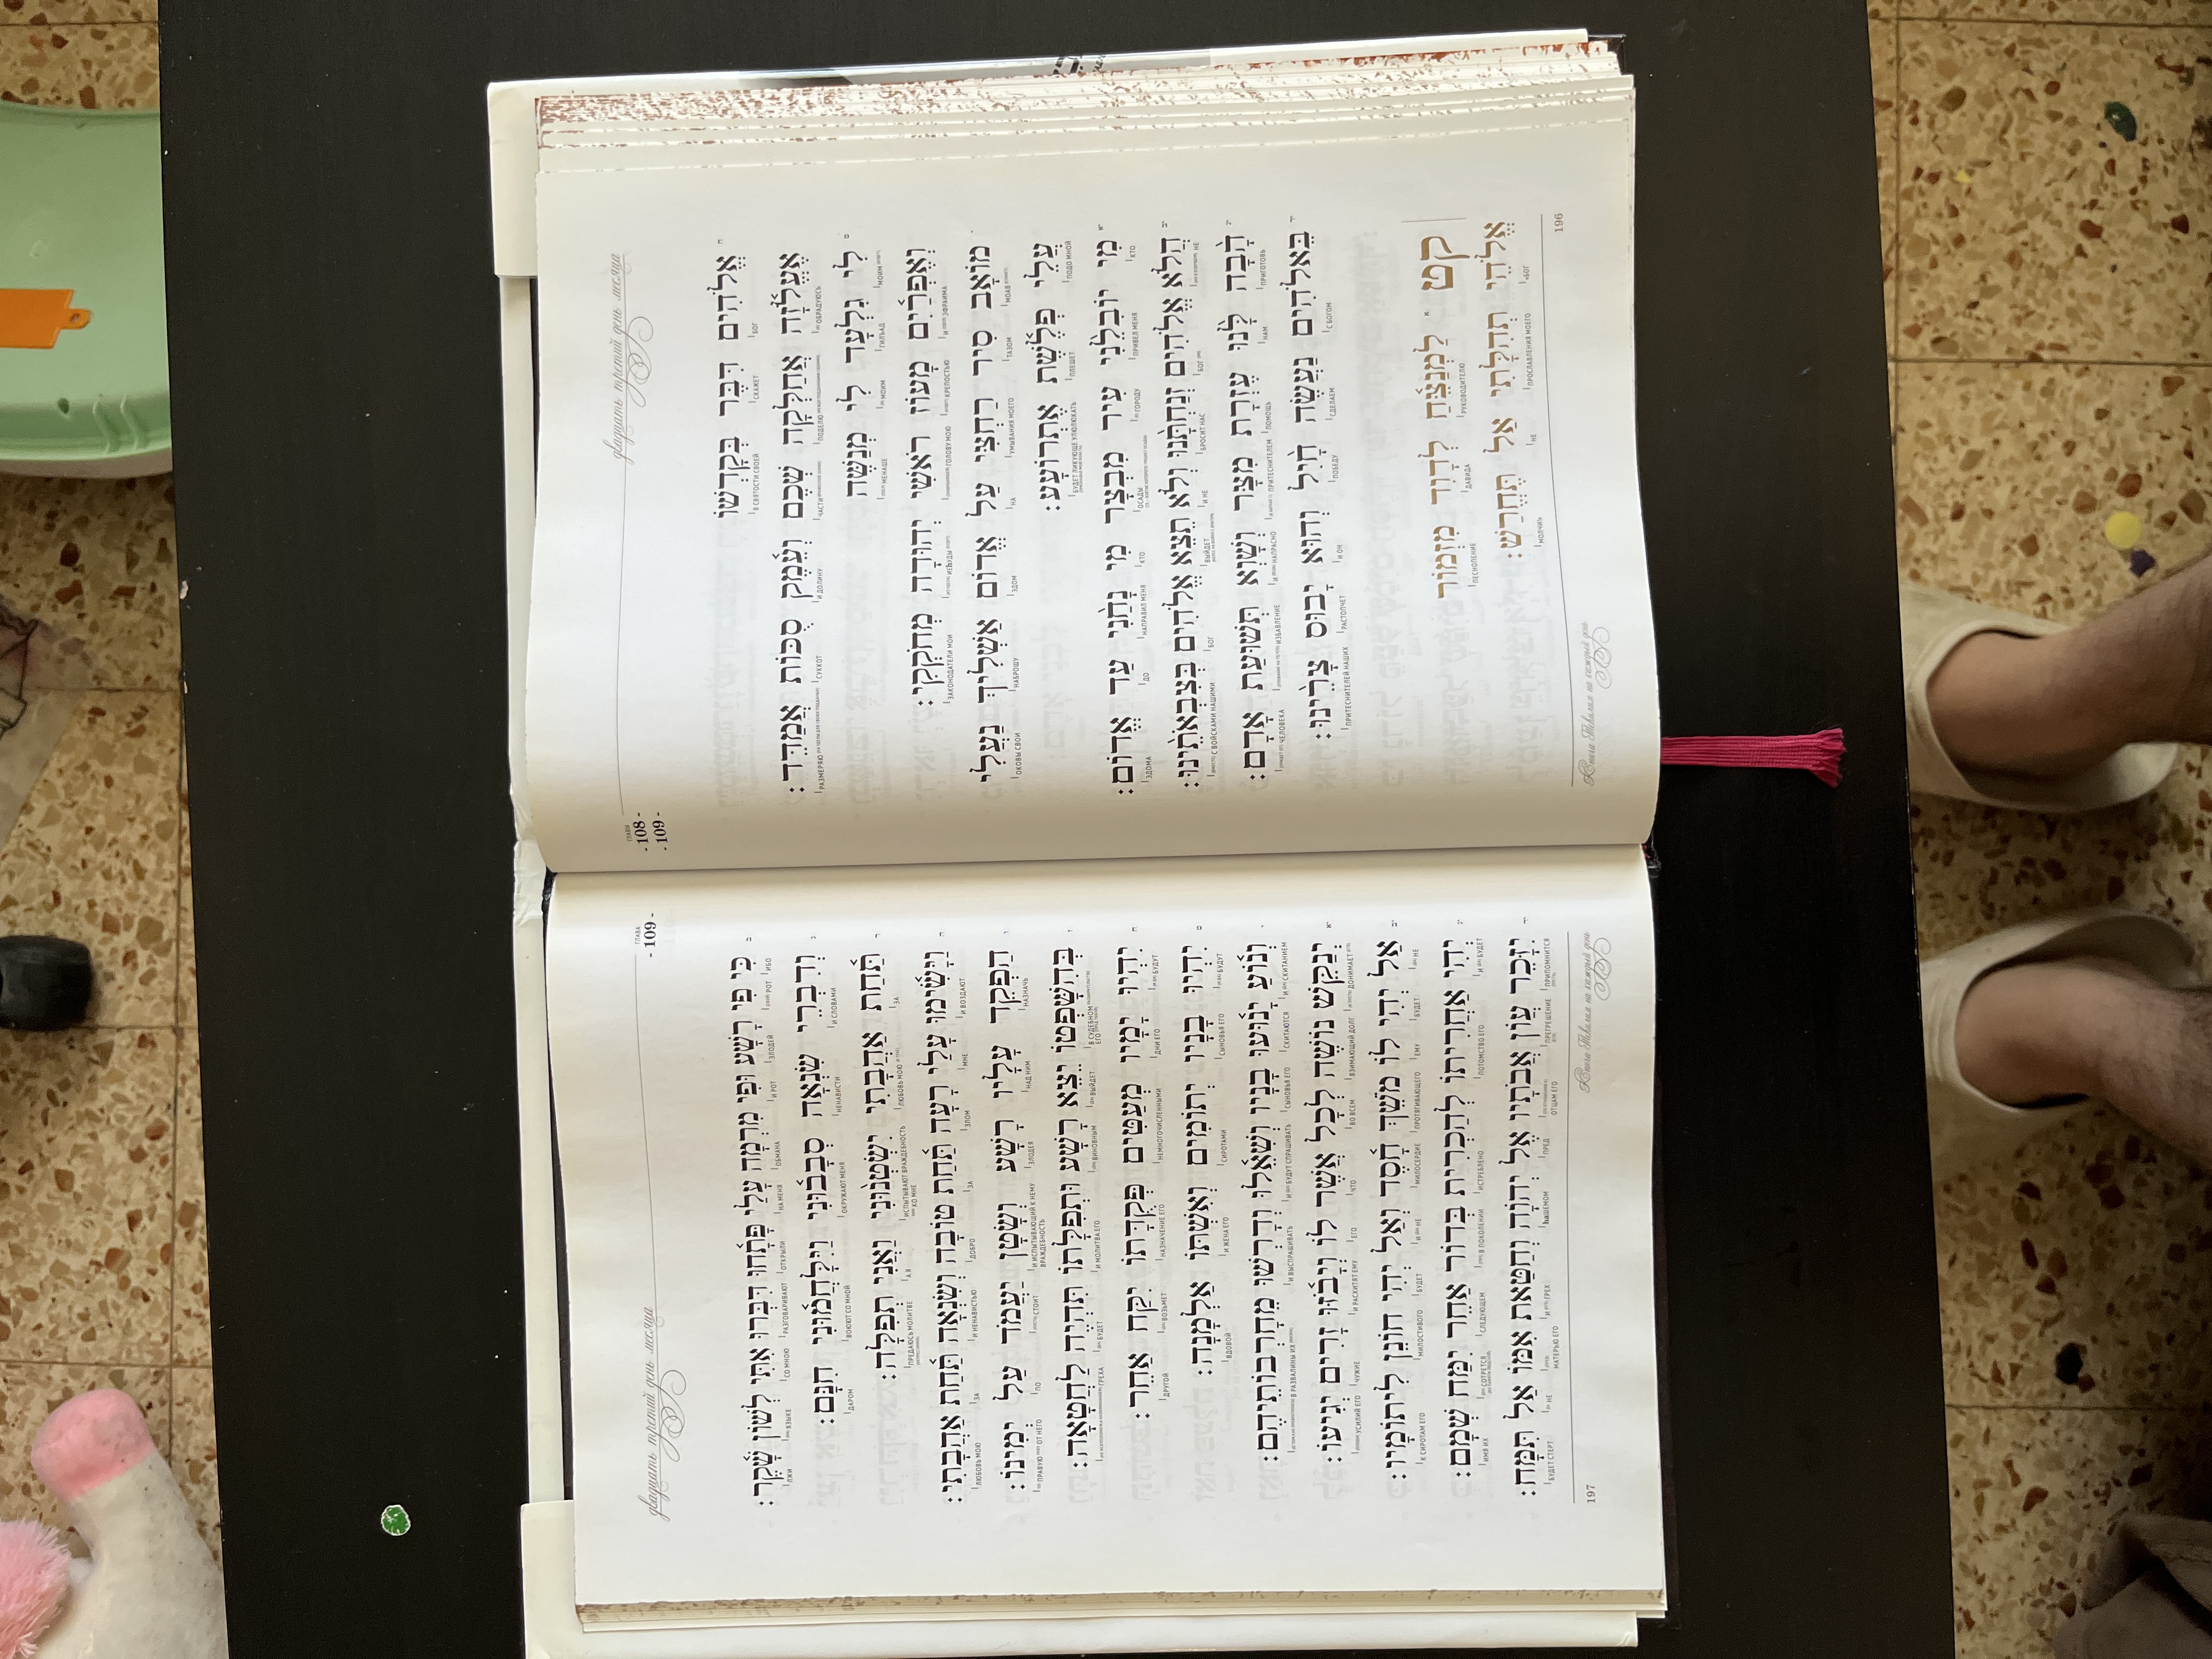 двадцать третий день месяца
ГЛАВЫ
- 108 -
- 109 -
אֱלֹהִים דִּבֶּר בְּקָדְשׁוֹ
БОГ СКАЖЕТ В СВЯТОСТИ СВОЕЙ
אֶעְלֹזָה אֲחַלְּקָה שְׁכֶם וְעֵמֶק סֻכּוֹת אֲמַדֵּד:
ОБРАДУЮСЬ ПОДЕЛЮ ЧАСТИ И ДОЛИНУ СУККОТ РАЗМЕРЯЮ
לִי גִלְעָד לִי מְנַשֶּׁה
МОИМ ГИЛЪАД МОИМ МЕНАШЕ
וְאֶפְרַיִם מָעוֹז רֹאשִׁי יְהוּדָה מְחֹקְקִי:
И ЭФРАИМА КРЕПОСТЬЮ ГОЛОВУ МОЮ ИЕhУДЫ ЗАКОНОДАТЕЛИ МОИ
מוֹאָב סִיר רַחְצִי עַל אֱדוֹם אַשְׁלִיךְ נַעֲלִי
МОАВ ТАЗОМ УМЫВАНИЯ МОЕГО НА ЭДОМ НАБРОШУ ОКОВЫ СВОИ
עֲלֵי פְלֶשֶׁת אֶתְרוֹעָע:
ПОДО МНОЙ ПЛЕШЕТ БУДЕТ ЛИКУЮЩЕ УЛЮЛЮКАТЬ
מִי יוֹבִלֵנִי עִיר מִבְצָר מִי נָחַנִי עַד אֱדוֹם:
КТО ПРИВЕЛ МЕНЯ ГОРОДУ ОСАДЫ КТО НАПРАВИЛ МЕНЯ ДО ЭДОМА
הֲלֹא אֱלֹהִים זְנַחְתָּנוּ וְלֹא תֵצֵא אֱלֹהִים בְּצִבְאֹתֵינוּ:
НЕ БОГ БРОСИТ НАС И НЕ ВЫЙДЕТ БОГ С ВОЙСКАМИ НАШИМИ
הָבָה לָּנוּ עֶזְרָת מִצָּר וְשָׁוְא תְּשׁוּעַת אָדָם:
ПРИГОТОВЬ НАМ ПОМОЩЬ ПРИТЕСНИТЕЛЕМ И НАПРАСНО ИЗБАВЛЕНИЕ ЧЕЛОВЕКА
בֵּאלֹהִים נַעֲשֶׂה חָיִל וְהוּא יָבוּס צָרֵינוּ:
С БОГОМ СДЕЛАЕМ ПОБЕДУ И ОН РАСТОПЧЕТ ПРИТЕСНИТЕЛЕЙ НАШИХ
קט לַמְנַצֵּחַ לְדָוִד מִזְמוֹר
РУКОВОДИТЕЛЮ ДАВИДА ПЕСНОПЕНИЕ
אֱלֹהֵי תְהִלָּתִי אַל תֶּחֱרַשׁ:
«БОГ ПРОСЛАВЛЕНИЯ МОЕГО НЕ МОЛЧИ»
Книга Теhилим на каждый день
196
двадцать третий день месяца
ГЛАВА
- 109 -
כִּי פִי רָשָׁע וּפִי מִרְמָה עָלַי פָּתָחוּ דִּבְּרוּ אִתִּי לְשׁוֹן שָׁקֶר:
ИБО РОТ ЗЛОДЕЙ И РОТ ОБМАНА НА МЕНЯ ОТКРЫЛИ РАЗГОВАРИВАЮТ СО МНОЮ ЯЗЫКЕ ЛЖИ
וְדִבְרֵי שִׂנְאָה סְבָבוּנִי וַיִּלָּחֲמוּנִי חִנָּם:
И СЛОВАМИ НЕНАВИСТИ ОКРУЖАЮТ МЕНЯ ВОЮЮТ СО МНОЙ ДАРОМ
תַּחַת אַהֲבָתִי יִשְׂטְנוּנִי וַאֲנִי תְפִלָּה:
ЗА ЛЮБОВЬ МОЮ ИСПЫТЫВАЮТ ВРАЖДЕБНОСТЬ КО МНЕ А Я ПРЕДАЮСЬ МОЛИТВЕ
וַיָּשִׂימוּ עָלַי רָעָה תַּחַת טוֹבָה וְשִׂנְאָה תַּחַת אַהֲבָתִי:
И ВОЗДАЮТ МНЕ ЗЛОМ ЗА ДОБРО И НЕНАВИСТЬЮ ЗА ЛЮБОВЬ МОЮ
הַפְקֵד עָלָיו רָשָׁע וְשָׂטָן יַעֲמֹד עַל יְמִינוֹ:
НАЗНАЧЬ НАД НИМ ЗЛОДЕЯ И ИСПЫТЫВАЮЩИЙ К НЕМУ ВРАЖДЕБНОСТЬ СТОИТ ПО ПРАВУЮ ОТ НЕГО
בְּהִשָּׁפְטוֹ יֵצֵא רָשָׁע וּתְפִלָּתוֹ תִּהְיֶה לַחֲטָאָה:
В СУДЕБНОМ ЕГО ВЫЙДЕТ ВИНОВНЫМ И МОЛИТВА ЕГО БУДЕТ ГРЕХА
יִהְיוּ יָמָיו מְעַטִּים פְּקֻדָּתוֹ יִקַּח אַחֵר:
БУДУТ ДНИ ЕГО НЕМНОГОЧИСЛЕННЫМИ НАЗНАЧЕНИЕ ЕГО ВОЗЬМЕТ ДРУГОЙ
יִהְיוּ בָנָיו יְתוֹמִים וְאִשְׁתּוֹ אַלְמָנָה:
БУДУТ СЫНОВЬЯ ЕГО СИРОТАМИ И ЖЕНА ЕГО ВДОВОЙ
וְנוֹעַ יָנוּעוּ בָנָיו וְשִׁאֵלוּ וְדָרְשׁוּ מֵחָרְבוֹתֵיהֶם:
И СКИТАНИЕМ СКИТАЮТСЯ СЫНОВЬЯ ЕГО И БУДУТ СПРАШИВАТЬ И ВЫСПРАШИВАТЬ В РАЗВАЛИНЫ ИХ
יְנַקֵּשׁ נוֹשֶׁה לְכָל אֲשֶׁר לוֹ וְיָבֹזּוּ זָרִים יְגִיעוֹ:
ДОНИМАЕТ ВЗИМАЮЩИЙ ДОЛГ ВО ВСЕМ ЧТО ЕГО И РАСХИТЯТ ЕМУ ЧУЖИЕ УСИЛИЙ ЕГО
אַל יְהִי לוֹ מֹשֵׁךְ חָסֶד וְאַל יְהִי חוֹנֵן לִיתוֹמָיו:
НЕ БУДЕТ ЕМУ ПРОТЯГИВАЮЩЕГО МИЛОСЕРДИЕ И НЕ БУДЕТ МИЛОСТИВОГО К СИРОТАМ ЕГО
יְהִי אַחֲרִיתוֹ לְהַכְרִית בְּדוֹר אַחֵר יִמַּח שְׁמָם:
И БУДЕТ ПОТОМСТВО ЕГО ИСТРЕБЛЕНО В ПОКОЛЕНИИ СЛЕДУЮЩЕМ СОТРЕТСЯ ИМЯ ИХ
יִזָּכֵר עֲוֹן אֲבֹתָיו אֶל יְהוָֹה וְחַטַּאת אִמּוֹ אַל תִּמָּח:
ПРИПОМНИТСЯ ПРЕГРЕШЕНИЕ ОТЦАМ ЕГО ПРЕД hаШЕМОМ И ГРЕХ МАТЕРЬЮ ЕГО НЕ БУДЕТ СТЕРТ
Книга Теhилим на каждый день
197